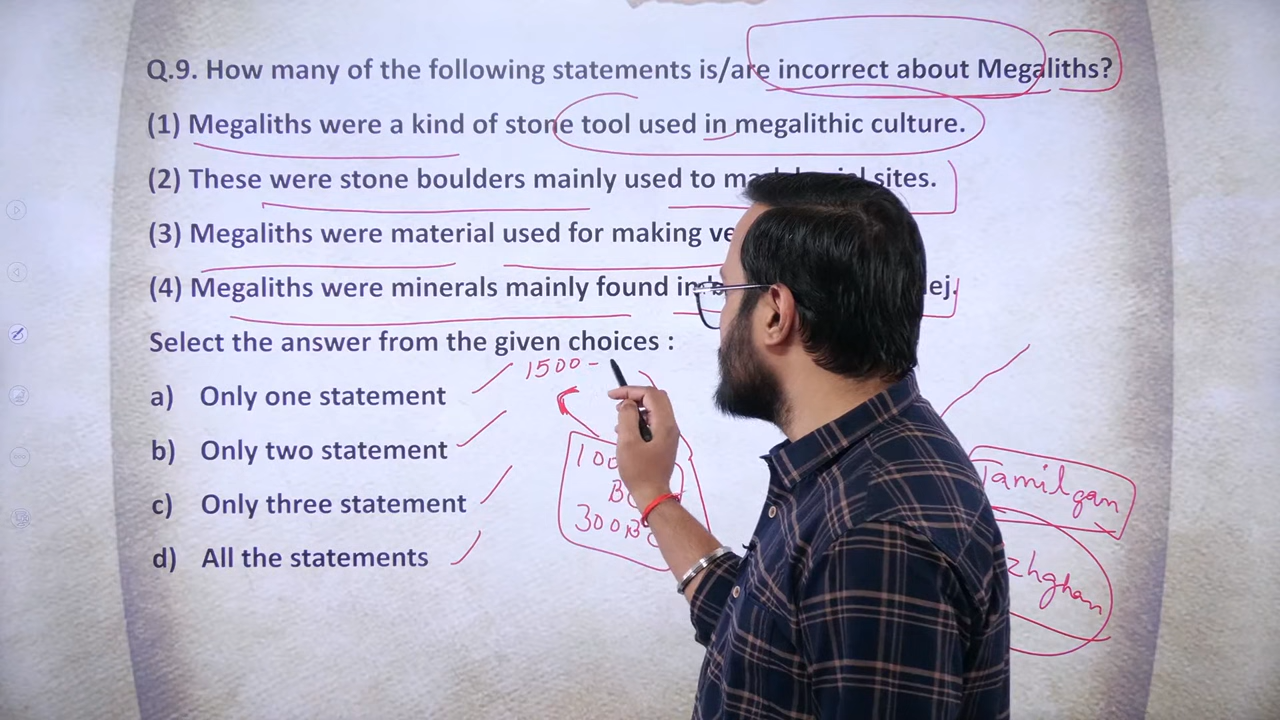 Q.9. How many of the following statements is/are incorrect about Megaliths?
(1) Megaliths were a kind of stone tool used in megalithic culture.
(2) These were stone boulders mainly used to sites.
(3) Megaliths were material used for making
(4) Megaliths were minerals mainly found in
Select the answer from the given choices :
1500-
a) Only one statement
b) Only two statement
c) Only three statement
d) All the statements
300
Tamilgan